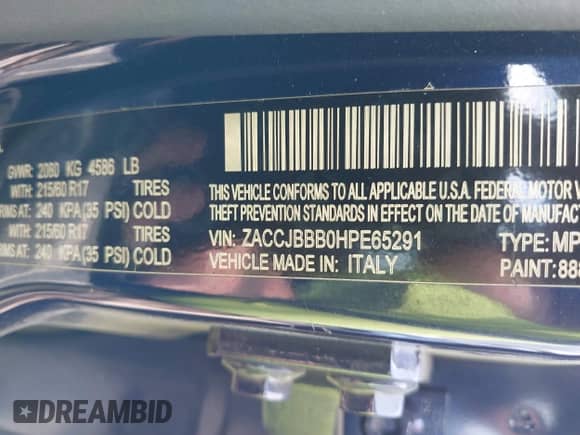 GVWR: 2080 KG 4586 LB
WITH: 215/60 R17 TIRES
RIMS AT: 240 KPA (35 PSI) COLD
WITH: 215/60 R17 TIRES
RIMS AT: 240 KPA (35 PSI) COLD
THIS VEHICLE CONFORMS TO ALL APPLICABLE U.S.A. FEDERAL MOTOR
THEFT PREVENTION STANDARDS IN EFFECT ON THE DATE OF MANUFACT
VIN: ZACCJBBB0HPE65291 TYPE: MP
VEHICLE MADE IN: ITALY PAINT: 888
DREAMBID